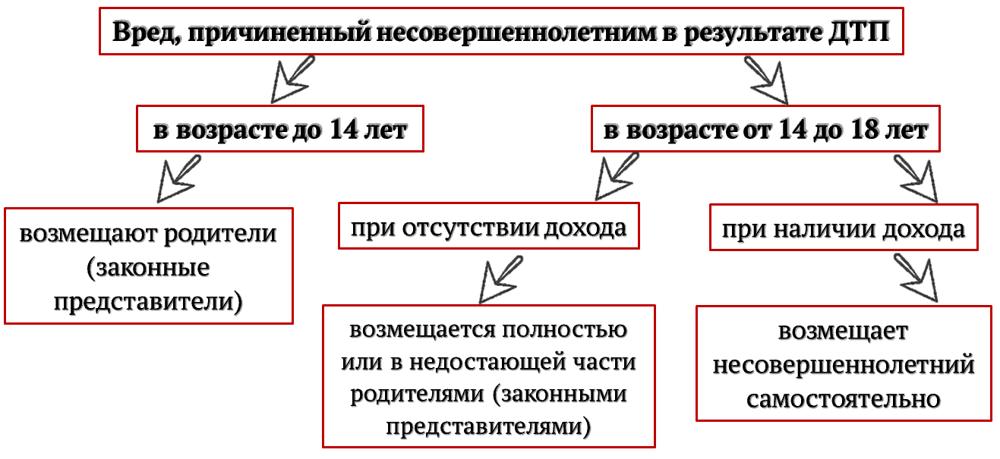 Вред, причиненный несовершеннолетним в результате ДТП
в возрасте до 14 лет
в возрасте от 14 до 18 лет
возмещают родители
(законные
представители)
при отсутствии дохода
при наличии дохода
возмещается полностью
или в недостающей части
родителями (законными
представителями)
возмещает
несовершеннолетний
самостоятельно